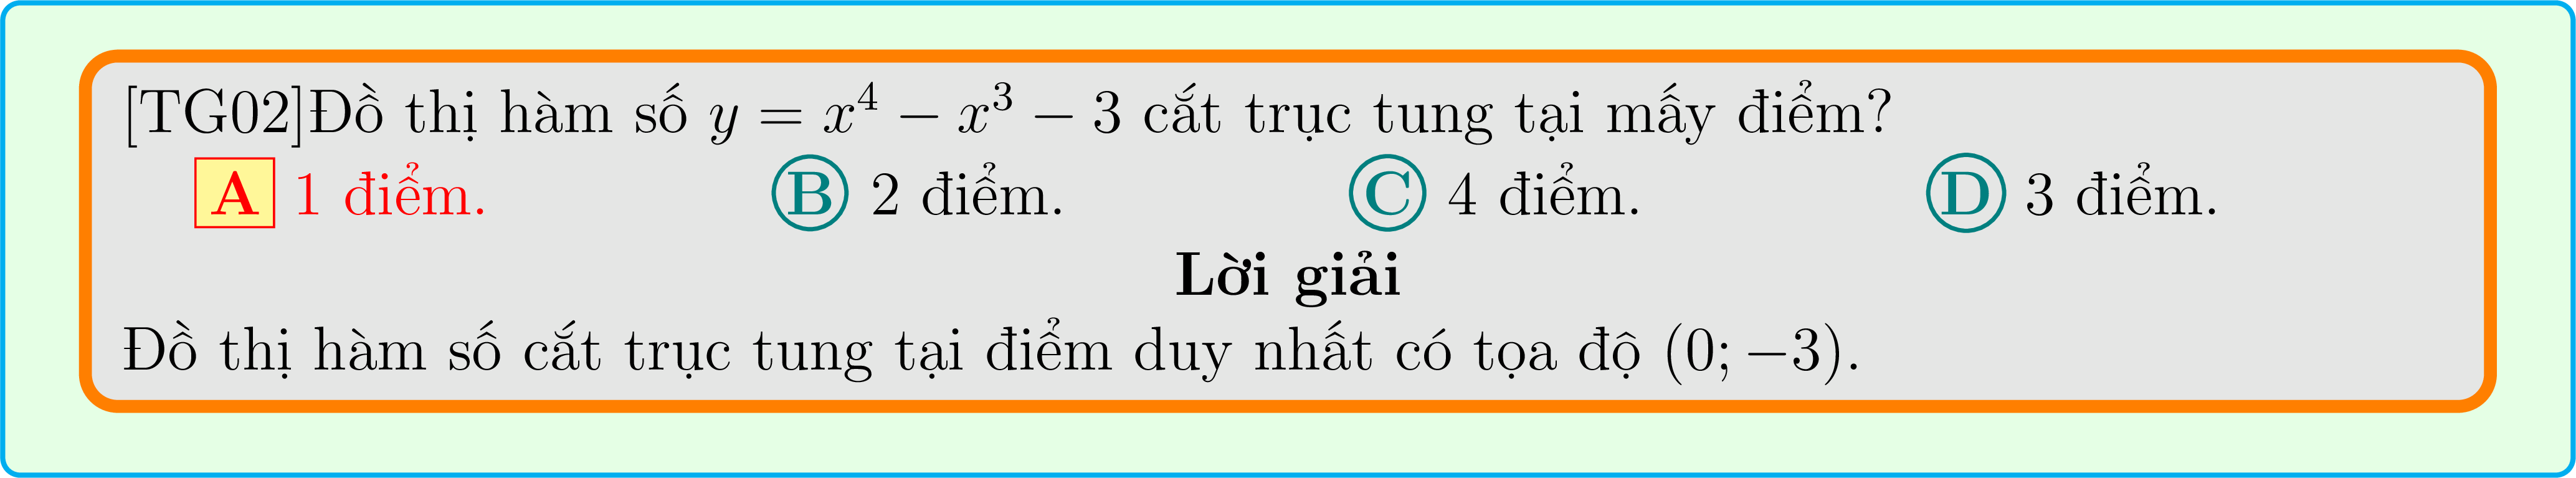 [TG02]Đồ thị hàm số $y = x^4 - x^3 - 3$ cắt trục tung tại mấy điểm?
A 1 điểm. B 2 điểm. C 4 điểm. D 3 điểm.
Lời giải
Đồ thị hàm số cắt trục tung tại điểm duy nhất có tọa độ $(0; -3)$.